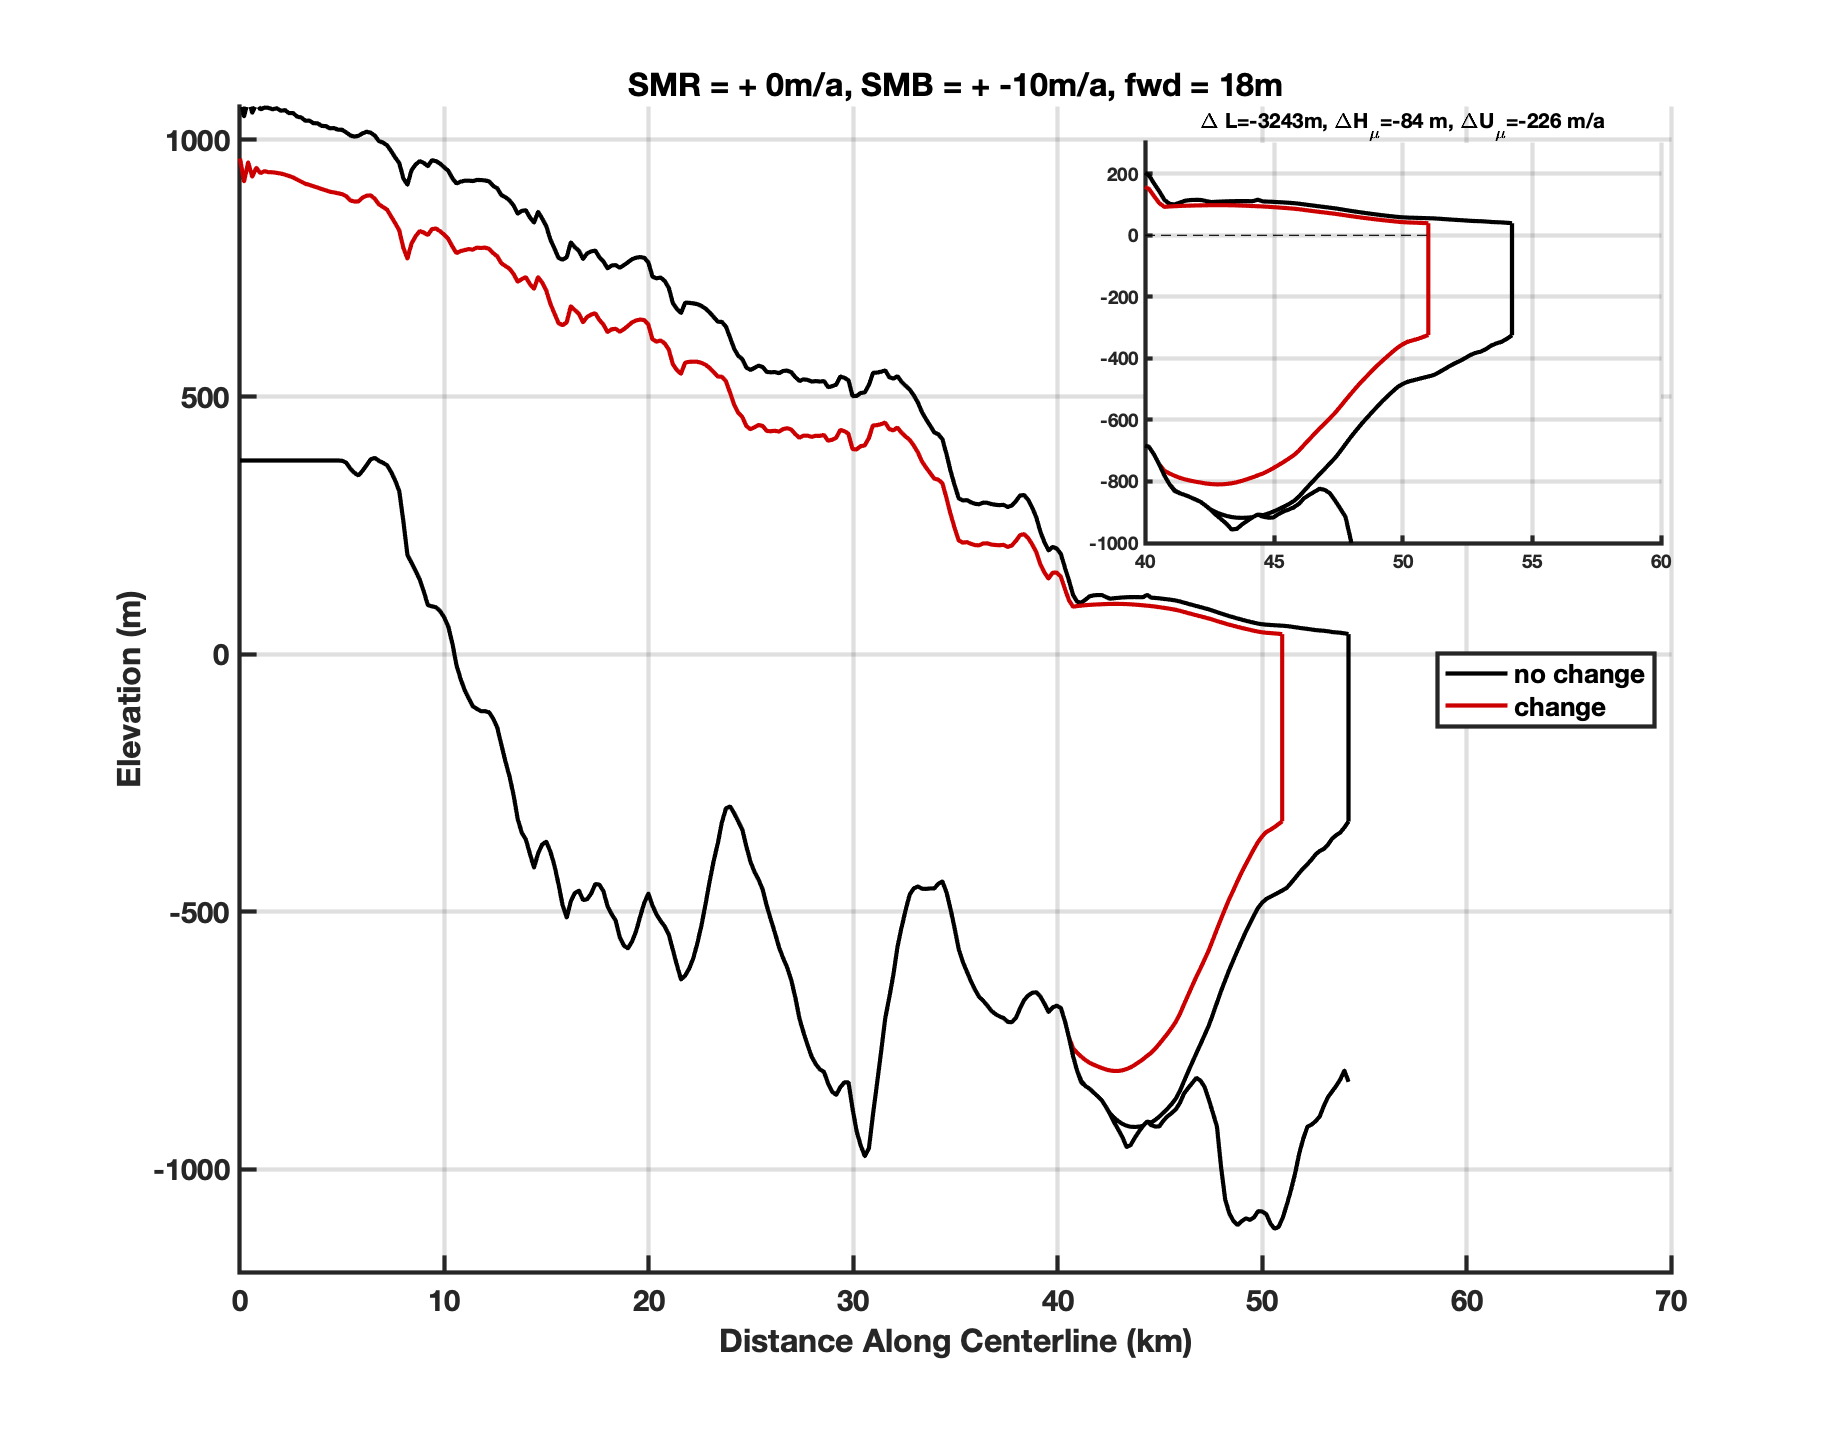 SMR = + 0m/a, SMB = + -10m/a, fwd = 18m
Δ L=-3243m, ΔHμ=-84 m, ΔUμ=-226 m/a
1000
500
0
-500
-1000
Elevation (m)
0 10 20 30 40 50 60 70
Distance Along Centerline (km)
200
0
-200
-400
-600
-800
-1000
40 45 50 55 60
no change
change